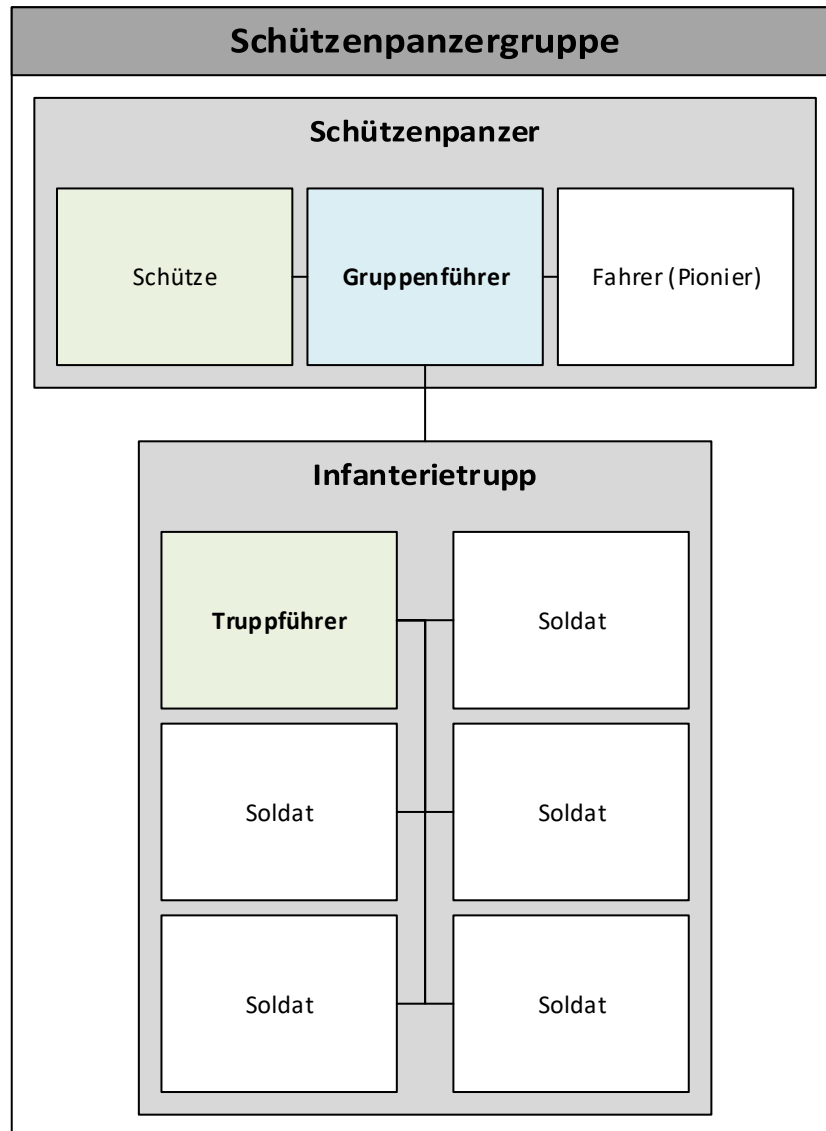 Schützenpanzergruppe
Schützenpanzer
Schütze
Gruppenführer
Fahrer (Pionier)
Infanterietrupp
Truppführer
Soldat
Soldat
Soldat
Soldat
Soldat